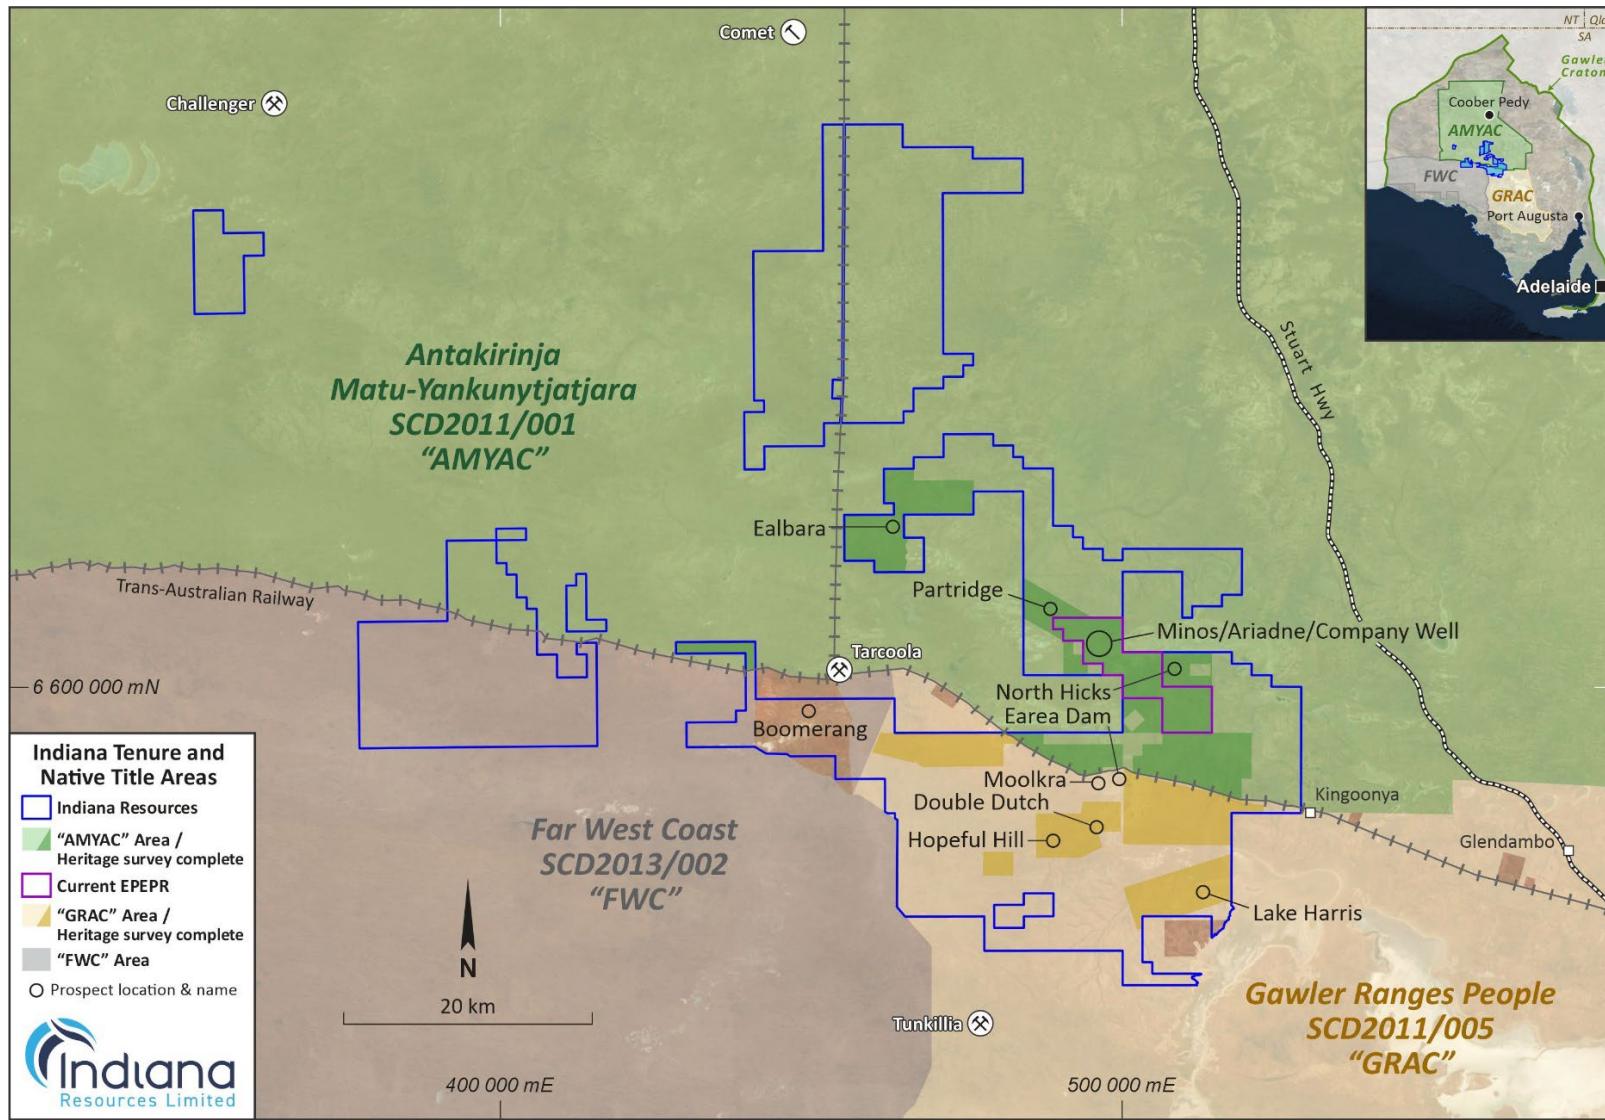 Comet
Challenger
NT
Qld
SA
Gawler
Craton
Coober Pedy
AMYAC
FWC
GRAC
Port Augusta
Adelaide
Stuart Hwy
Antakirinja
Matu-Yankunytjatjara
SCD2011/001
“AMYAC”
Ealbara
Partridge
Minos/Ariadne/Company Well
Trans-Australian Railway
Tarcoola
North Hicks
Earea Dam
6 600 000 mN
Boomerang
Moolkra
Double Dutch
Hopeful Hill
Kingoonya
Glendambo
Far West Coast
SCD2013/002
“FWC”
Lake Harris
Indiana Tenure and
Native Title Areas
Indiana Resources
“AMYAC” Area /
Heritage survey complete
Current EPEPR
“GRAC” Area /
Heritage survey complete
“FWC” Area
Prospect location & name
N
20 km
Tunkillia
Gawler Ranges People
SCD2011/005
“GRAC”
Indiana
Resources Limited
400 000 mE
500 000 mE